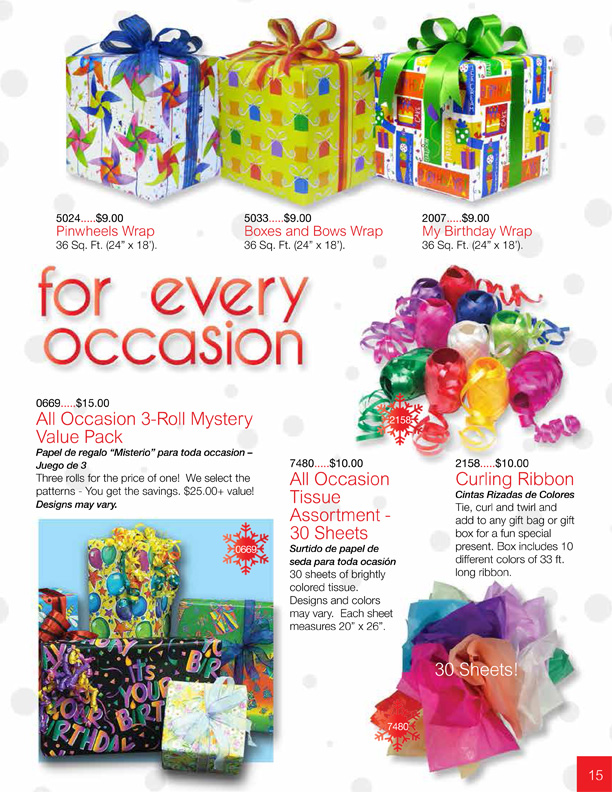 5024.....$9.00
Pinwheels Wrap
36 Sq. Ft. (24” x 18’).
5033.....$9.00
Boxes and Bows Wrap
36 Sq. Ft. (24” x 18’).
2007.....$9.00
My Birthday Wrap
36 Sq. Ft. (24” x 18’).
for every
occasion
0669.....$15.00
All Occasion 3-Roll Mystery
Value Pack
Papel de regalo “Misterio” para toda occasion –
Juego de 3
Three rolls for the price of one! We select the
patterns - You get the savings. $25.00+ value!
Designs may vary.
0669
IT'S
YOUR
BIRTHDAY
2158
7480.....$10.00
All Occasion
Tissue
Assortment -
30 Sheets
Surtido de papel de
seda para toda ocasión
30 sheets of brightly
colored tissue.
Designs and colors
may vary. Each sheet
measures 20” x 26”.
2158.....$10.00
Curling Ribbon
Cintas Rizadas de Colores
Tie, curl and twirl and
add to any gift bag or gift
box for a fun special
present. Box includes 10
different colors of 33 ft.
long ribbon.
30 Sheets!
7480
15